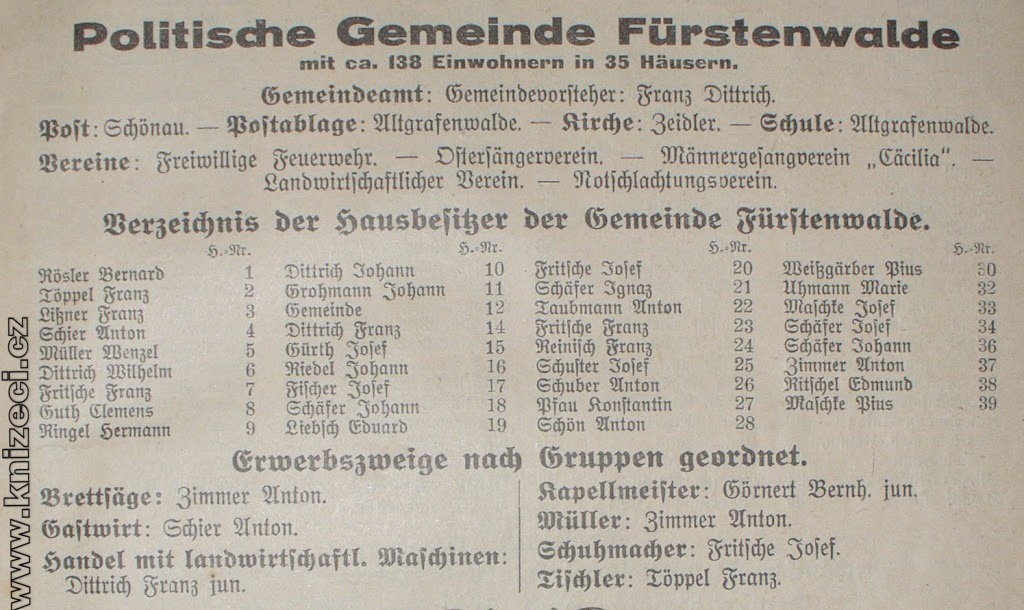 Politische Gemeinde Fürstenwalde
mit ca. 138 Einwohnern in 35 Häusern.
Gemeindeamt: Gemeindevorsteher: Franz Dittrich.
Post: Schönau. — Postablage: Altgrafenwalde. — Kirche: Zeidler. — Schule: Altgrafenwalde.
Vereine: Freiwillige Feuerwehr. — Ostersängerverein. — Männergesangverein „Cäcilia". —
Landwirtschaftlicher Verein. — Notschlachtungsverein.
Verzeichnis der Hausbesitzer der Gemeinde Fürstenwalde.
H.-Nr.
Rösler Bernard 1
Töppel Franz 2
Lißner Franz 3
Schier Anton 4
Müller Wenzel 5
Dittrich Wilhelm 6
Fritsche Franz 7
Guth Clemens 8
Ringel Hermann 9
H.-Nr.
Dittrich Johann 10
Grohmann Johann 11
Gemeinde 12
Dittrich Franz 14
Gürth Josef 15
Riedel Johann 16
Fischer Josef 17
Schäfer Johann 18
Liebsch Eduard 19
H.-Nr.
Fritsche Josef 20
Schäfer Ignaz 21
Taubmann Anton 22
Fritsche Franz 23
Reinisch Franz 24
Schuster Josef 25
Schuber Anton 26
Pfau Konstantin 27
Schön Anton 28
H.-Nr.
Weißgärber Pius 30
Uhmann Marie 32
Maschke Josef 33
Schäfer Josef 34
Schäfer Johann 36
Zimmer Anton 37
Ritschel Edmund 38
Maschke Pius 39
Erwerbszweige nach Gruppen geordnet.
Brettsäge: Zimmer Anton.
Gastwirt: Schier Anton.
Handel mit landwirtschaftl. Maschinen:
Dittrich Franz jun.
Kapellmeister: Görnert Bernh. jun.
Müller: Zimmer Anton.
Schuhmacher: Fritsche Josef.
Tischler: Töppel Franz.
www.knizeci.cz